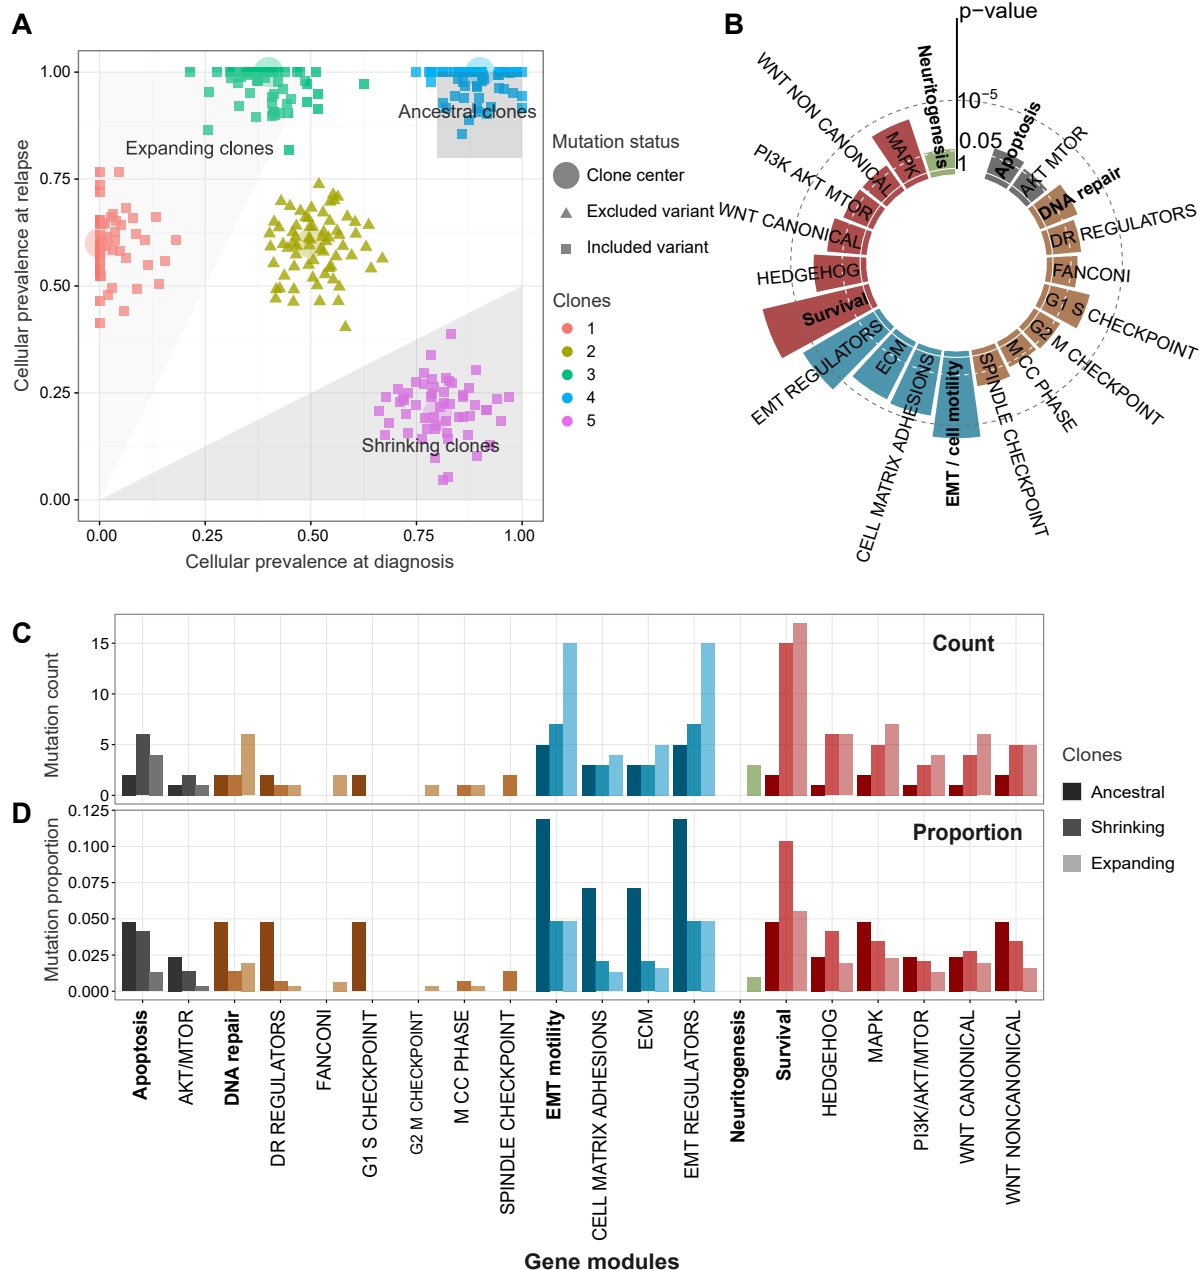 A
1.00
0.75
0.50
0.25
0.00
0.00
0.25
0.50
0.75
1.00
Cellular prevalence at relapse
Cellular prevalence at diagnosis
Expanding clones
Ancestral clones
Shrinking clones
Mutation status
Clone center
Excluded variant
Included variant
Clones
1
2
3
4
5
B
p−value
10−5
0.05
1
Apoptosis
AKT MTOR
DNA repair
DR REGULATORS
FANCONI
G1 S CHECKPOINT
G2 M CHECKPOINT
M CC PHASE
SPINDLE CHECKPOINT
EMT / cell motility
CELL MATRIX ADHESIONS
ECM
EMT REGULATORS
Survival
HEDGEHOG
WNT CANONICAL
PI3K AKT MTOR
WNT NON CANONICAL
MAPK
Neuritogenesis
C
Count
Mutation count
15
10
5
0
D
Proportion
Mutation proportion
0.125
0.100
0.075
0.050
0.025
0.000
Apoptosis
AKT/MTOR
DNA repair
DR REGULATORS
FANCONI
G1 S CHECKPOINT
G2 M CHECKPOINT
M CC PHASE
SPINDLE CHECKPOINT
EMT motility
CELL MATRIX ADHESIONS
ECM
EMT REGULATORS
Neuritogenesis
Survival
HEDGEHOG
MAPK
PI3K/AKT/MTOR
WNT CANONICAL
WNT NONCANONICAL
Gene modules
Clones
Ancestral
Shrinking
Expanding